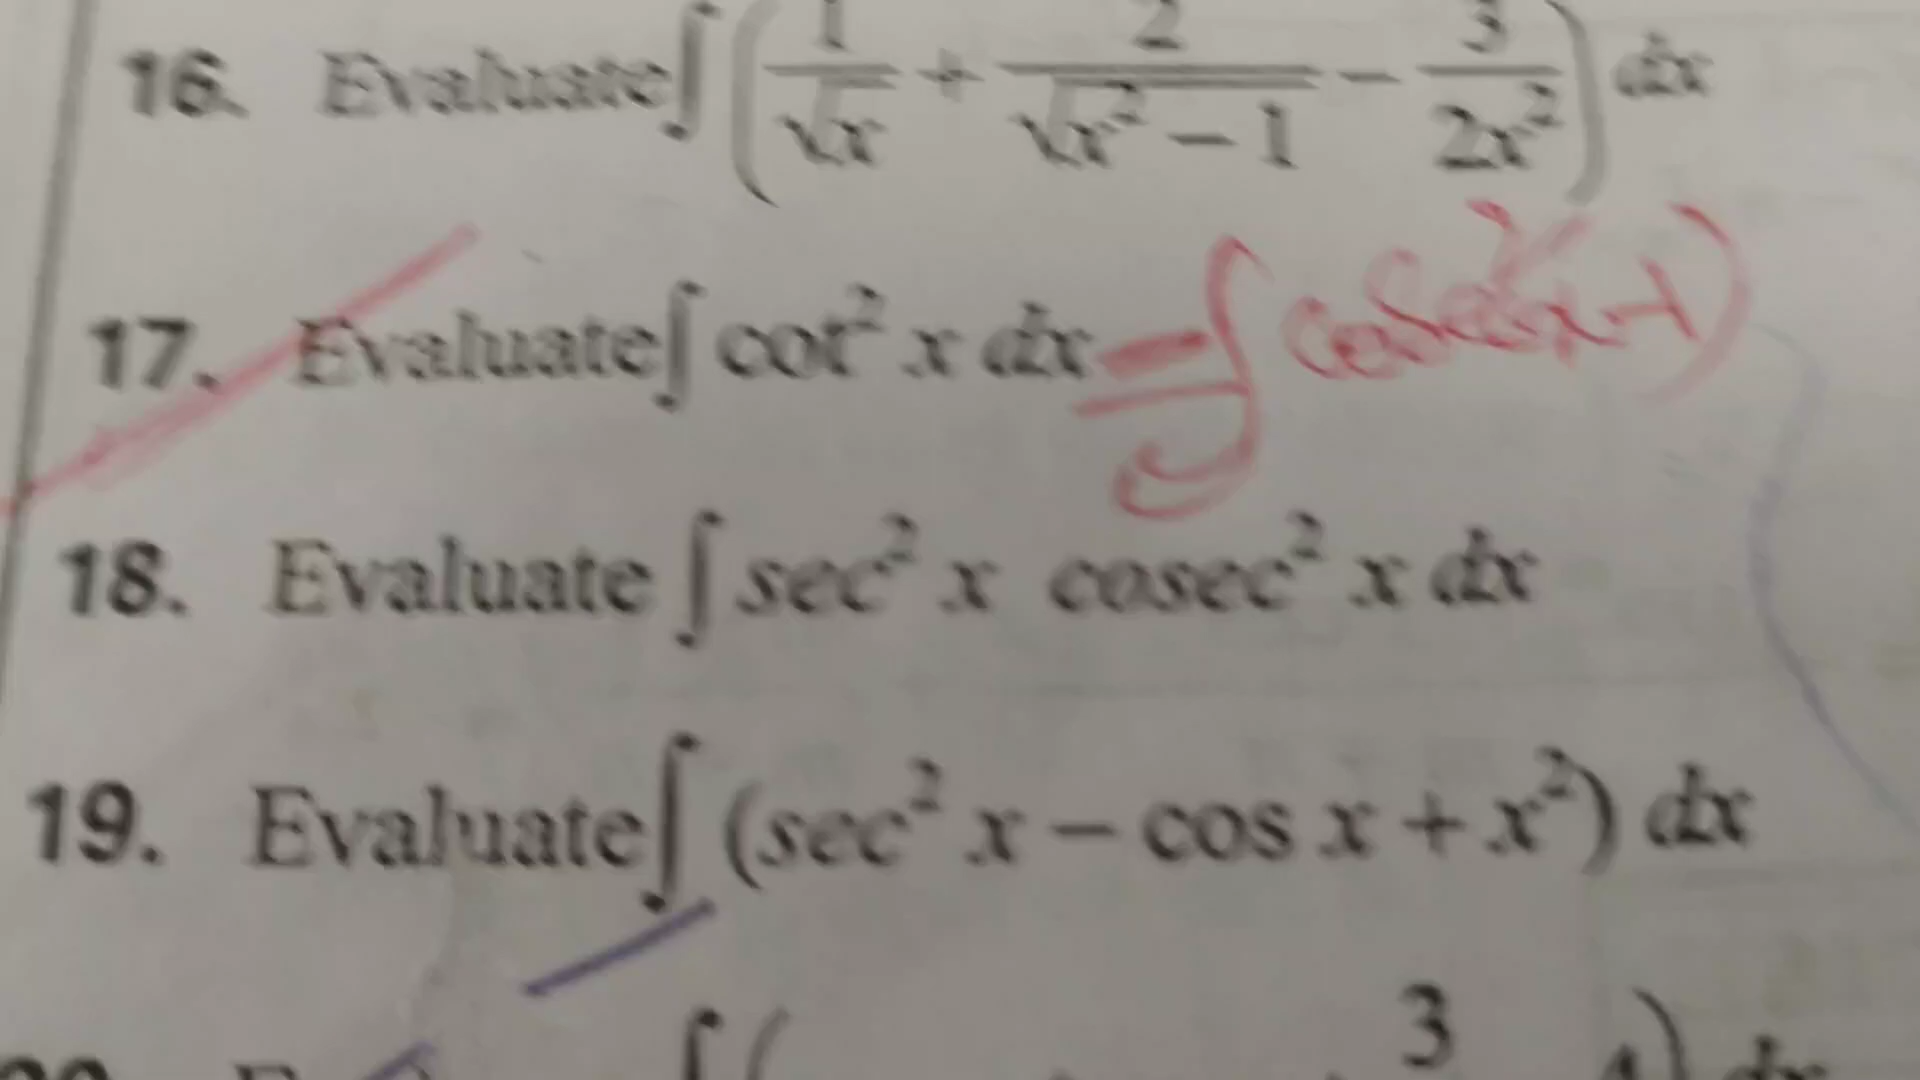 16. Evaluate ∫ (1/√x + 2/√(x² − 1) − 3/(2x²)) dx
17. Evaluate ∫ cot² x dx = ∫ (cosec²x − 1)
18. Evaluate ∫ sec² x cosec² x dx
19. Evaluate ∫ (sec² x − cos x + x²) dx